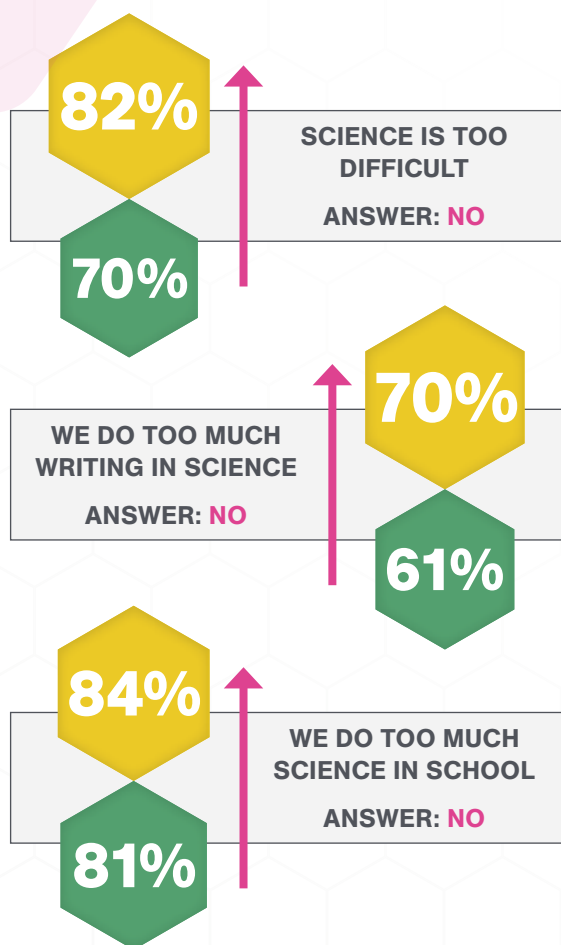 82%
SCIENCE IS TOO
DIFFICULT
ANSWER: NO
70%
70%
WE DO TOO MUCH
WRITING IN SCIENCE
ANSWER: NO
61%
84%
WE DO TOO MUCH
SCIENCE IN SCHOOL
ANSWER: NO
81%